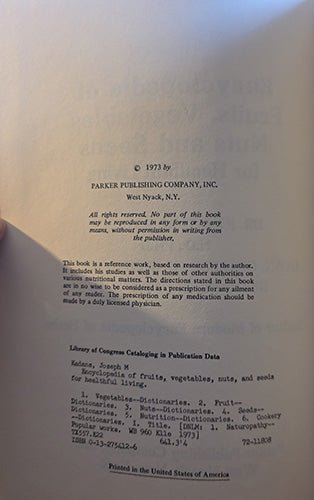 © 1973 by
PARKER PUBLISHING COMPANY, INC.
West Nyack, N.Y.
All rights reserved. No part of this book
may be reproduced in any form or by any
means, without permission in writing from
the publisher.
This book is a reference work, based on research by the author.
It includes his studies as well as those of other authorities on
various nutritional matters. The directions stated in this book
are in no wise to be considered as a prescription for any ailment
of any reader. The prescription of any medication should be
made by a duly licensed physician.
Library of Congress Cataloging in Publication Data
Kadans, Joseph M
Encyclopedia of fruits, vegetables, nuts, and seeds
for healthful living.
1. Vegetables--Dictionaries. 2. Fruit--
Dictionaries. 3. Nuts--Dictionaries. 4. Seeds--
Dictionaries. 5. Nutrition--Dictionaries. 6. Cookery
--Dictionaries. I. Title. [DNLM: 1. Naturopathy--
Popular works. WB 960 K11e 1973]
TX557.K22 641.3'4 72-11808
ISBN 0-13-275412-6
Printed in the United States of America